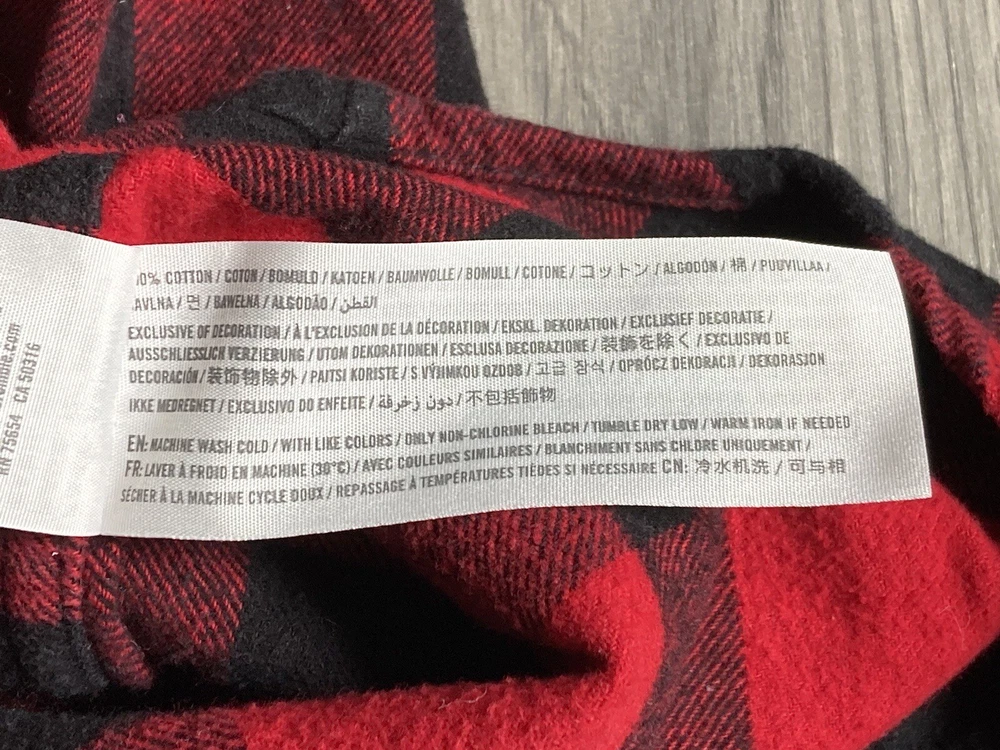 0% COTTON / COTON / BOMULD / KATOEN / BAUMWOLLE / BOMULL / COTONE / コットン / ALGODÓN / 棉 / PUUVILLAA /
AVLNA / 면 / BAWEŁNA / ALGODÃO / القطن
EXCLUSIVE OF DECORATION / À L'EXCLUSION DE LA DÉCORATION / EKSKL. DEKORATION / EXCLUSIEF DECORATIE /
AUSSCHLIESSLICH VERZIERUNG / UTOM DEKORATIONEN / ESCLUSA DECORAZIONE / 装飾を除く / EXCLUSIVO DE
DECORACIÓN / 装饰物除外 / PAITSI KORISTE / S VÝHIMKOU OZDOB / 고급 장식 / OPRÓCZ DEKORACJI / DEKORASJON
IKKE MEDREGNET / EXCLUSIVO DO ENFEITE / دون زخرفة / 不包括飾物
EN: MACHINE WASH COLD / WITH LIKE COLORS / ONLY NON-CHLORINE BLEACH / TUMBLE DRY LOW / WARM IRON IF NEEDED
FR: LAVER À FROID EN MACHINE (30°C) / AVEC COULEURS SIMILAIRES / BLANCHIMENT SANS CHLORE UNIQUEMENT /
SÉCHER À LA MACHINE CYCLE DOUX / REPASSAGE À TEMPÉRATURES TIÈDES SI NÉCESSAIRE CN: 冷水机洗 / 可与相
RN 75654 CA 50316